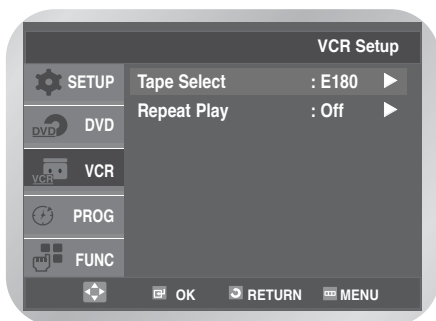 VCR Setup
SETUP
Tape Select : E180
Repeat Play : Off
DVD DVD
VCR VCR
PROG
FUNC
OK RETURN MENU